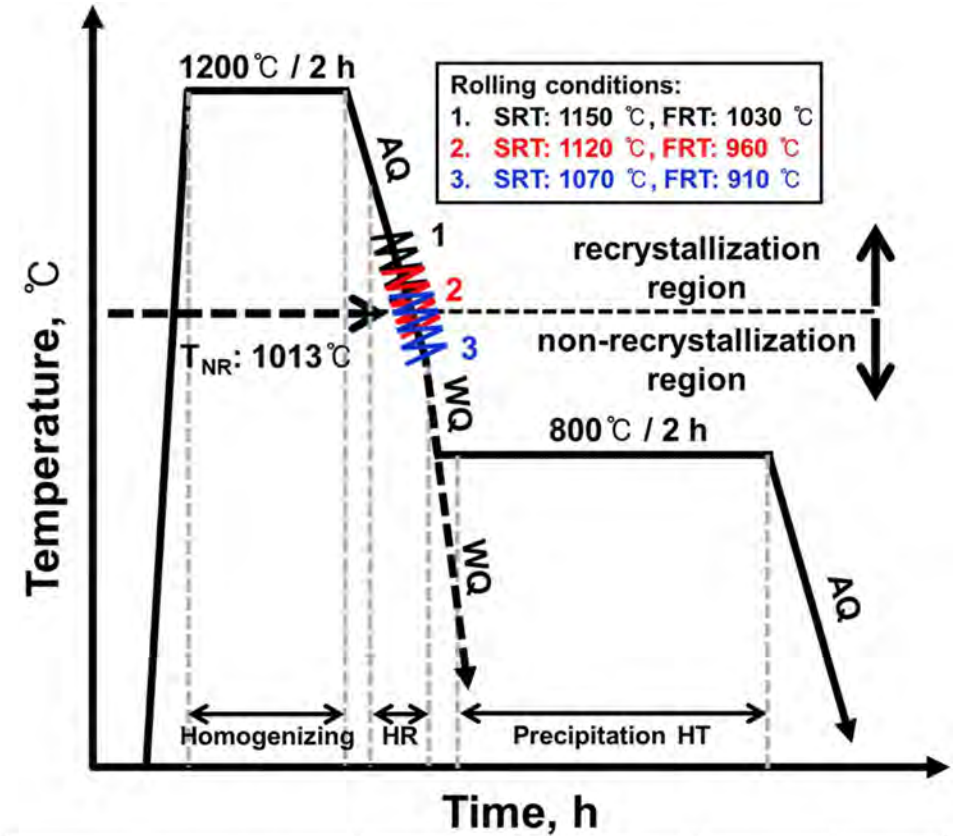 1200℃ / 2 h
Rolling conditions:
1. SRT: 1150 ℃, FRT: 1030 ℃
2. SRT: 1120 ℃, FRT: 960 ℃
3. SRT: 1070 ℃, FRT: 910 ℃
AQ
1
2
3
recrystallization
region
non-recrystallization
region
TNR: 1013℃
WQ
800℃ / 2 h
WQ
AQ
Homogenizing
HR
Precipitation HT
Temperature, ℃
Time, h